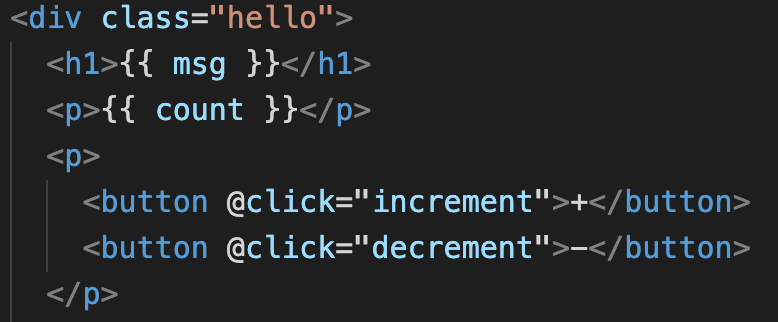 <div class="hello">
<h1>{{ msg }}</h1>
<p>{{ count }}</p>
<p>
<button @click="increment">+</button>
<button @click="decrement">-</button>
</p>